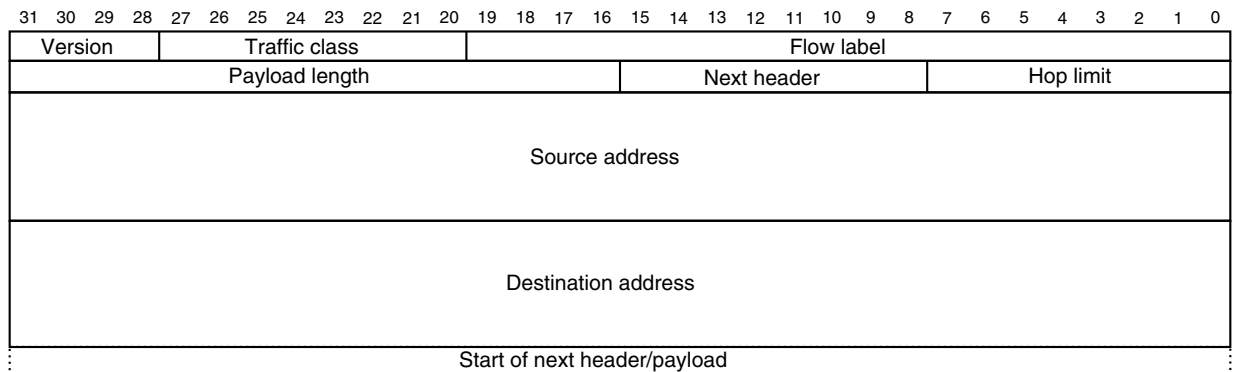 31 30 29 28 27 26 25 24 23 22 21 20 19 18 17 16 15 14 13 12 11 10 9 8 7 6 5 4 3 2 1 0
Version Traffic class Flow label
Payload length Next header Hop limit
Source address
Destination address
Start of next header/payload